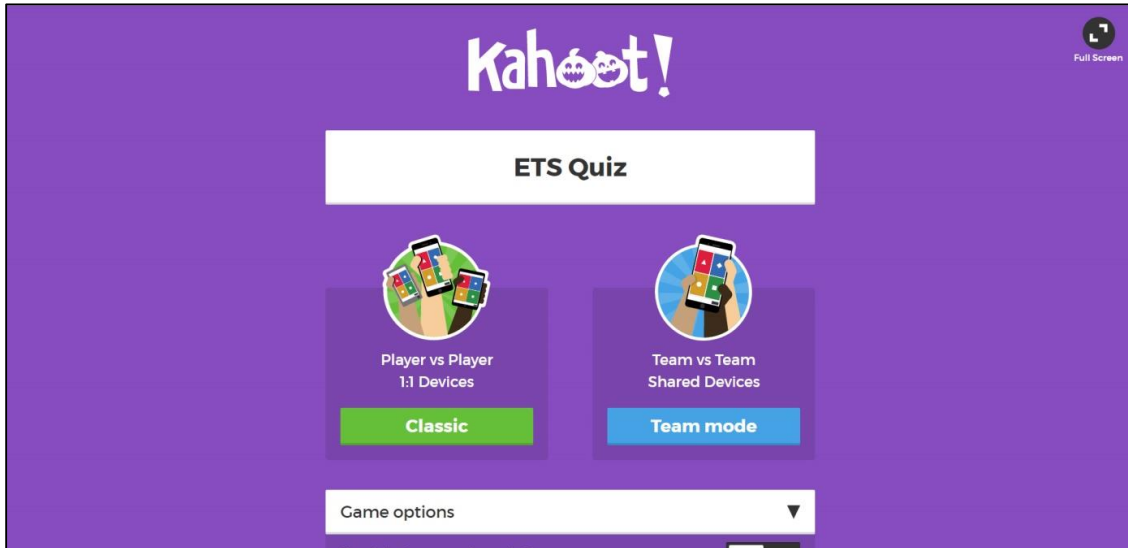 Kahoot!
Full Screen
ETS Quiz
Player vs Player
1:1 Devices
Classic
Team vs Team
Shared Devices
Team mode
Game options